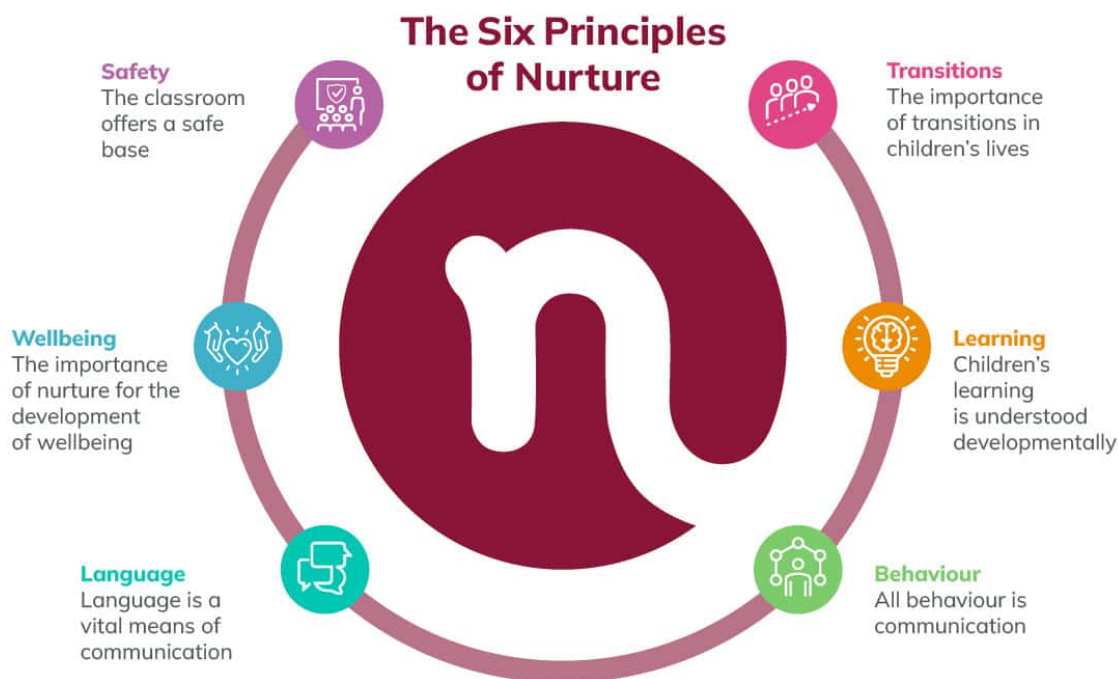 The Six Principles
of Nurture
Safety
The classroom
offers a safe
base
Transitions
The importance
of transitions in
children’s lives
Wellbeing
The importance
of nurture for the
development
of wellbeing
Learning
Children’s
learning
is understood
developmentally
Language
Language is a
vital means of
communication
Behaviour
All behaviour is
communication
n